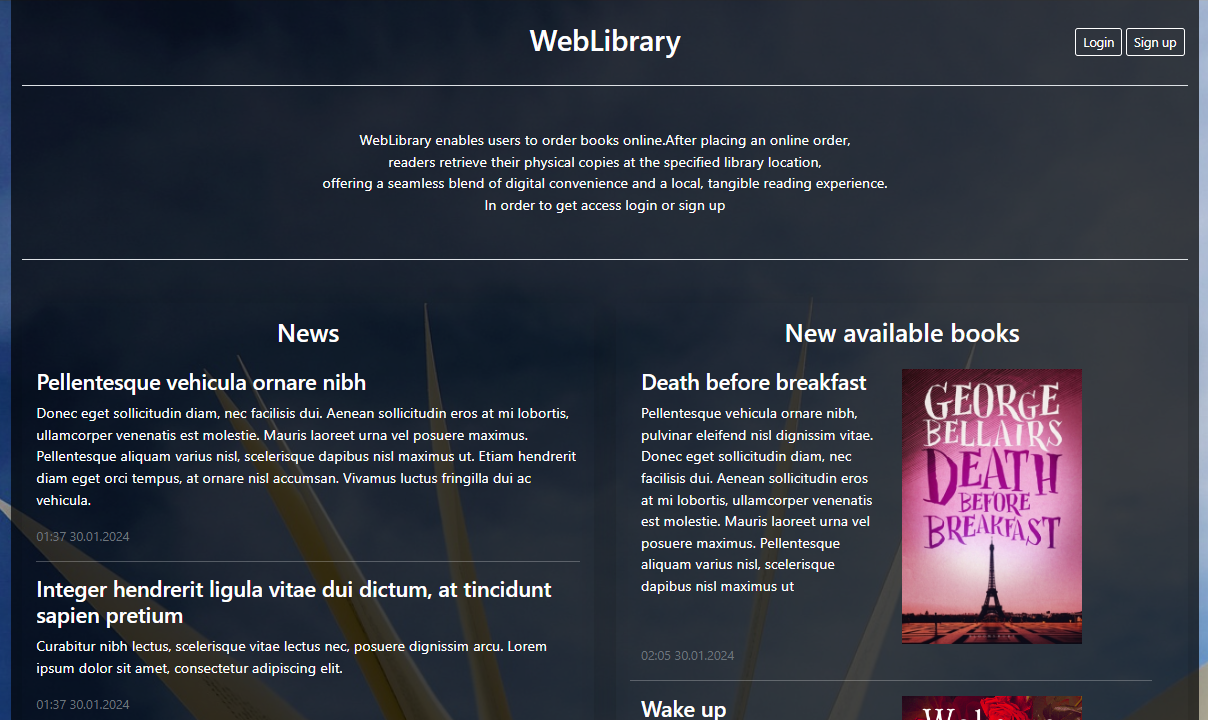 WebLibrary
Login
Sign up
WebLibrary enables users to order books online.After placing an online order,
readers retrieve their physical copies at the specified library location,
offering a seamless blend of digital convenience and a local, tangible reading experience.
In order to get access login or sign up
News
Pellentesque vehicula ornare nibh
Donec eget sollicitudin diam, nec facilisis dui. Aenean sollicitudin eros at mi lobortis,
ullamcorper venenatis est molestie. Mauris laoreet urna vel posuere maximus.
Pellentesque aliquam varius nisl, scelerisque dapibus nisl maximus ut. Etiam hendrerit
diam eget orci tempus, at ornare nisl accumsan. Vivamus luctus fringilla dui ac
vehicula.
01:37 30.01.2024
Integer hendrerit ligula vitae dui dictum, at tincidunt
sapien pretium
Curabitur nibh lectus, scelerisque vitae lectus nec, posuere dignissim arcu. Lorem
ipsum dolor sit amet, consectetur adipiscing elit.
01:37 30.01.2024
New available books
Death before breakfast
Pellentesque vehicula ornare nibh,
pulvinar eleifend nisl dignissim vitae.
Donec eget sollicitudin diam, nec
facilisis dui. Aenean sollicitudin eros
at mi lobortis, ullamcorper venenatis
est molestie. Mauris laoreet urna vel
posuere maximus. Pellentesque
aliquam varius nisl, scelerisque
dapibus nisl maximus ut
02:05 30.01.2024
GEORGE
BELLAIRS
DEATH
BEFORE
BREAKFAST
Wake up